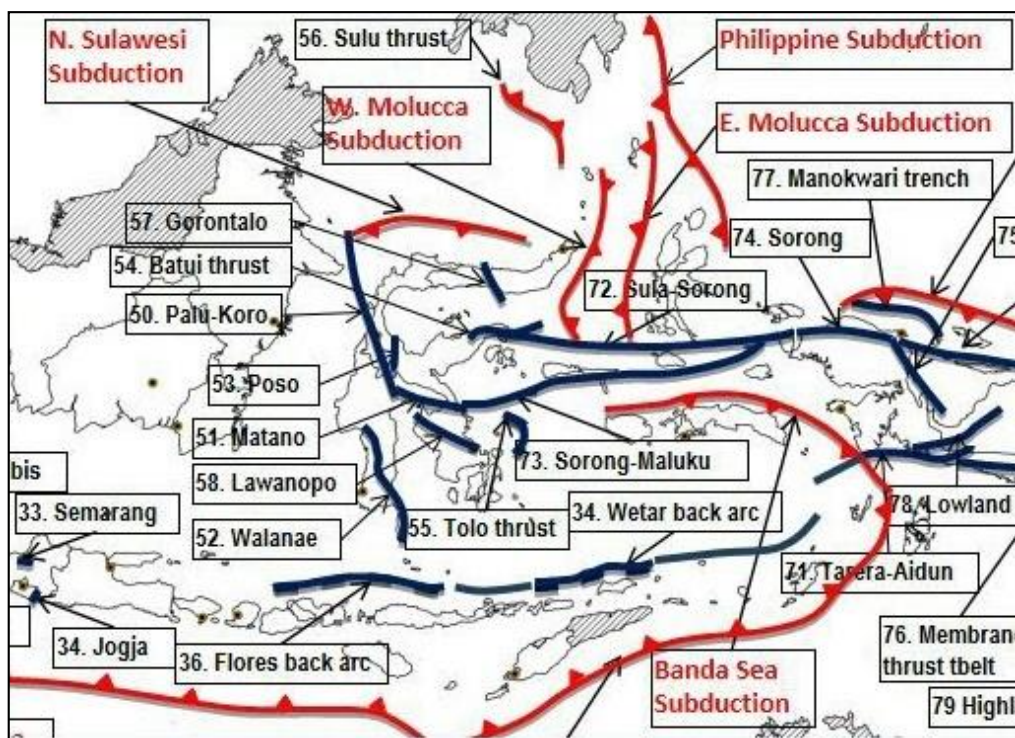 N. Sulawesi
Subduction
56. Sulu thrust
Philippine Subduction
W. Molucca
Subduction
E. Molucca Subduction
77. Manokwari trench
57. Gorontalo
74. Sorong
75
54. Batui thrust
72. Sula-Sorong
50. Palu-Koro
53. Poso
51. Matano
73. Sorong-Maluku
bis
58. Lawanopo
78. Lowland
33. Semarang
55. Tolo thrust
34. Wetar back arc
52. Walanae
71. Tarera-Aidun
34. Jogja
36. Flores back arc
Banda Sea
Subduction
76. Membran
thrust tbelt
79 Highl